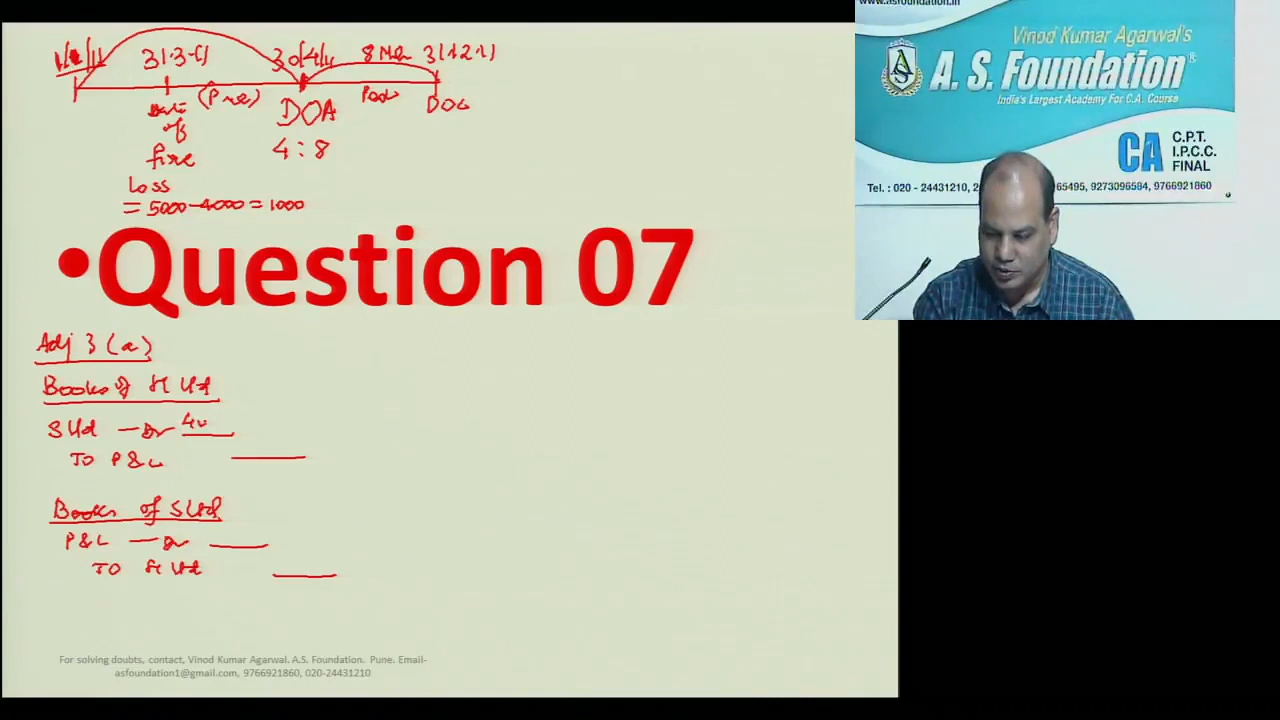 www.asfoundation.in
Vinod Kumar Agarwal's
A. S. Foundation®
India's Largest Academy For C.A. Course
CA C.P.T.
I.P.C.C.
FINAL
65495, 9273096584, 9766921860
Tel. : 020 - 24431210, 2
31.3.11 30/4/11 8 31.12.11
Date (Pre) DOA DOC
of
fire 4 : 8
Loss
= 5000 - 4000 = 1000
•Question 07
Adj 3 (a)
Books of H Ltd
S Ltd — Dr
To P & L
Books of S Ltd
P & L — Dr
To H Ltd
For solving doubts, contact, Vinod Kumar Agarwal. A.S. Foundation. Pune. Email-
asfoundation1@gmail.com, 9766921860, 020-24431210